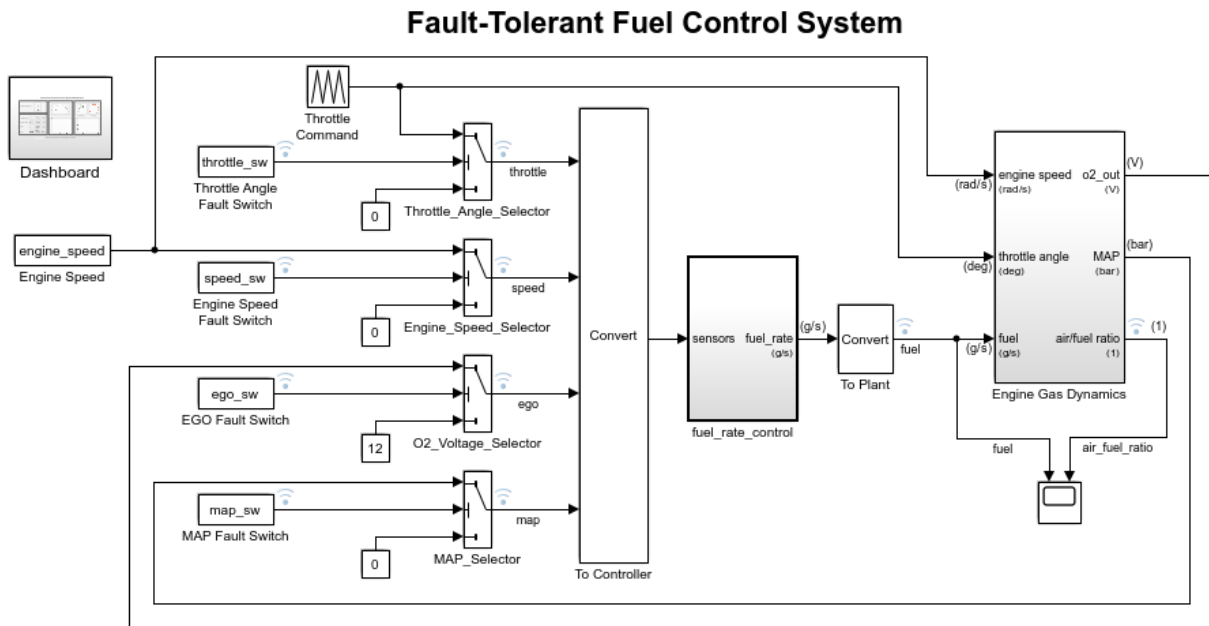 Fault-Tolerant Fuel Control System
Dashboard
Throttle
Command
throttle_sw
Throttle Angle
Fault Switch
0
throttle
Throttle_Angle_Selector
engine_speed
Engine Speed
speed_sw
Engine Speed
Fault Switch
0
speed
Engine_Speed_Selector
ego_sw
EGO Fault Switch
12
ego
O2_Voltage_Selector
map_sw
MAP Fault Switch
0
map
MAP_Selector
Convert
To Controller
sensors
fuel_rate
(g/s)
fuel_rate_control
(g/s)
Convert
To Plant
fuel
(rad/s)
(deg)
(g/s)
engine speed
(rad/s)
o2_out
(V)
throttle angle
(deg)
MAP
(bar)
fuel
(g/s)
air/fuel ratio
(1)
Engine Gas Dynamics
(V)
(bar)
(1)
fuel
air_fuel_ratio